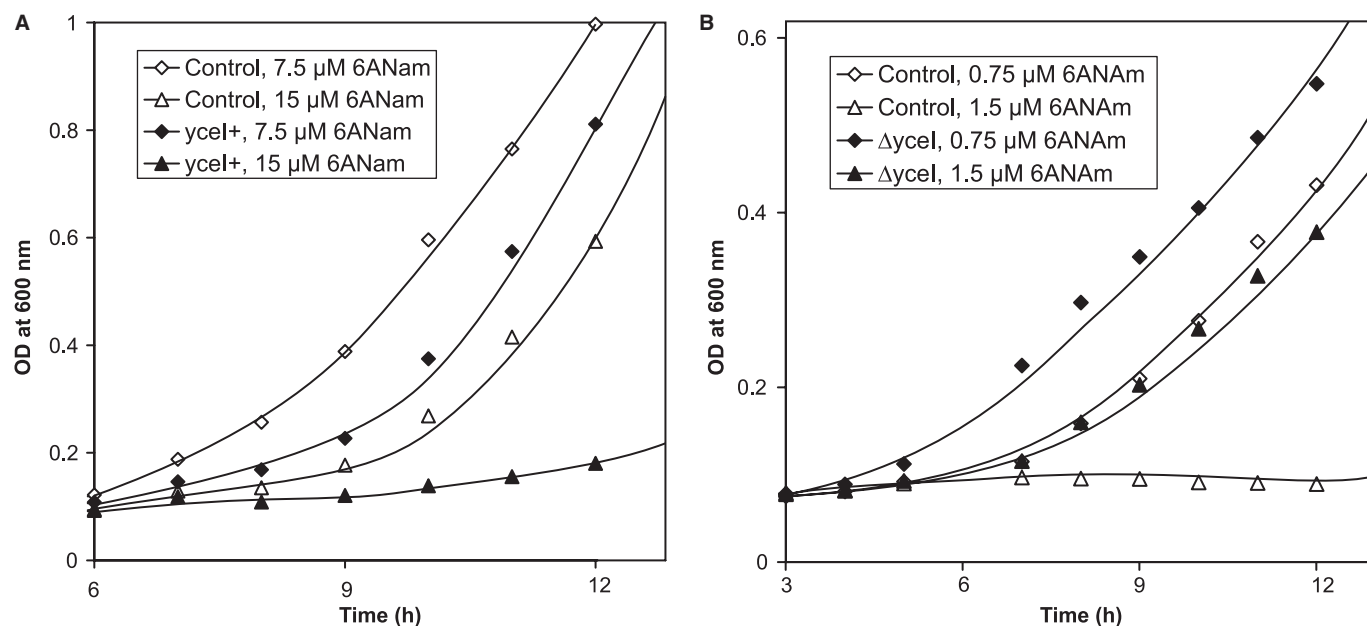 A
1
0.8
0.6
0.4
0.2
0
OD at 600 nm
Control, 7.5 µM 6ANam
Control, 15 µM 6ANam
yceI+, 7.5 µM 6ANam
yceI+, 15 µM 6ANam
6
9
12
Time (h)
B
0.6
0.4
0.2
0
OD at 600 nm
Control, 0.75 µM 6ANAm
Control, 1.5 µM 6ANAm
ΔyceI, 0.75 µM 6ANAm
ΔyceI, 1.5 µM 6ANAm
3
6
9
12
Time (h)